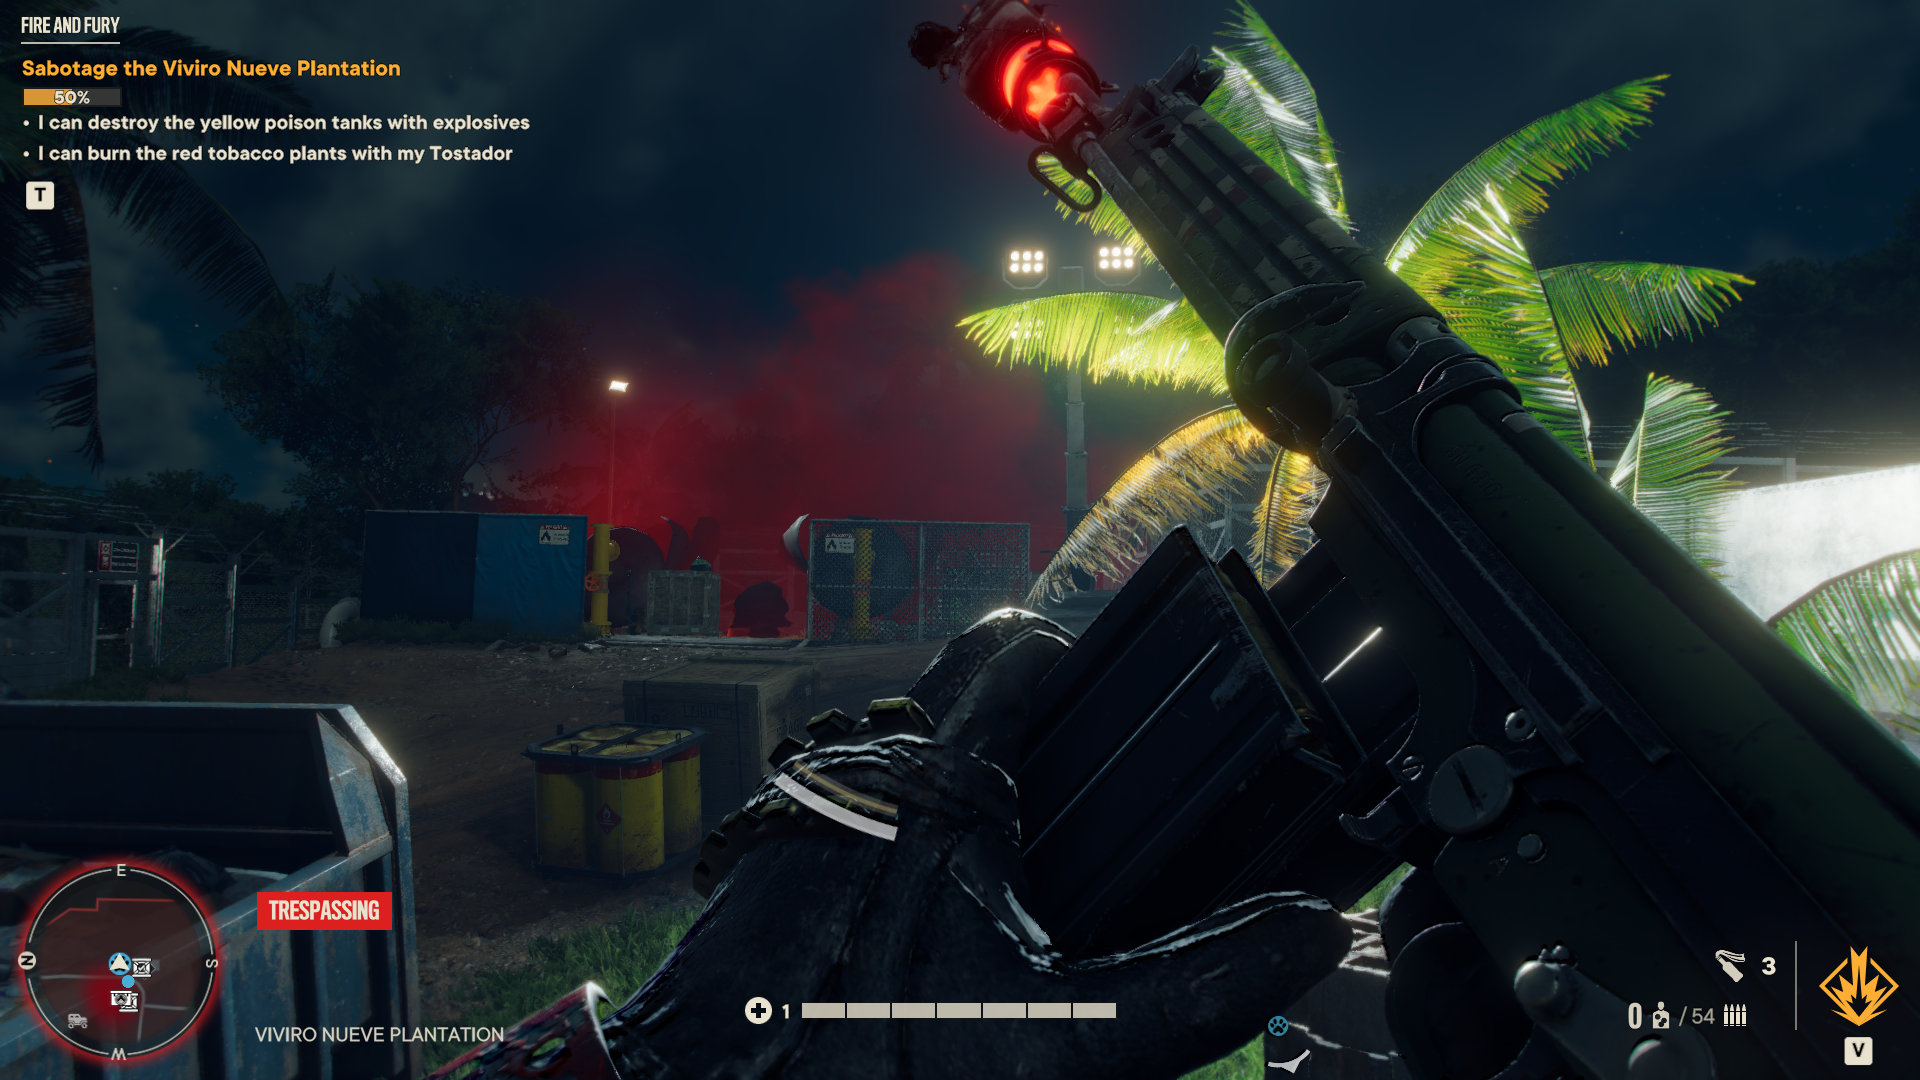 FIRE AND FURY
Sabotage the Viviro Nueve Plantation
50%
• I can destroy the yellow poison tanks with explosives
• I can burn the red tobacco plants with my Tostador
T
E
N
S
W
TRESPASSING
VIVIRO NUEVE PLANTATION
1
3
0 / 54
V